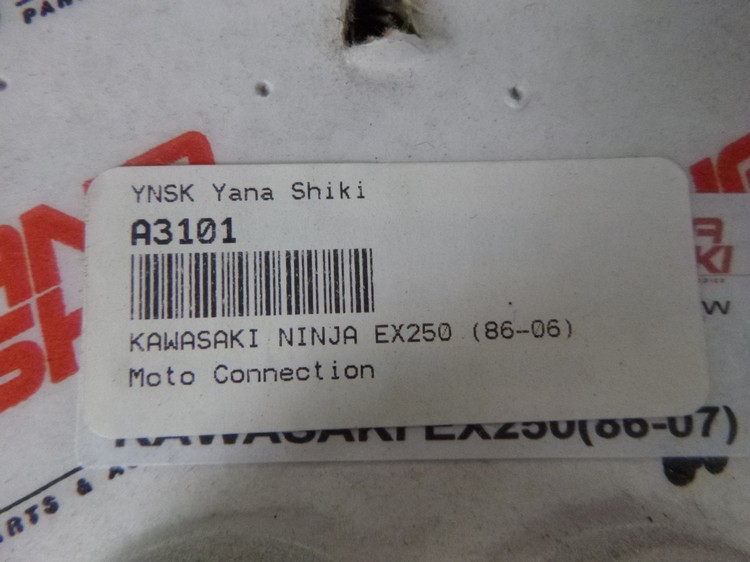 YNSK Yana Shiki
A3101
KAWASAKI NINJA EX250 (86-06)
Moto Connection
KAWASAKI EX250(86-07)